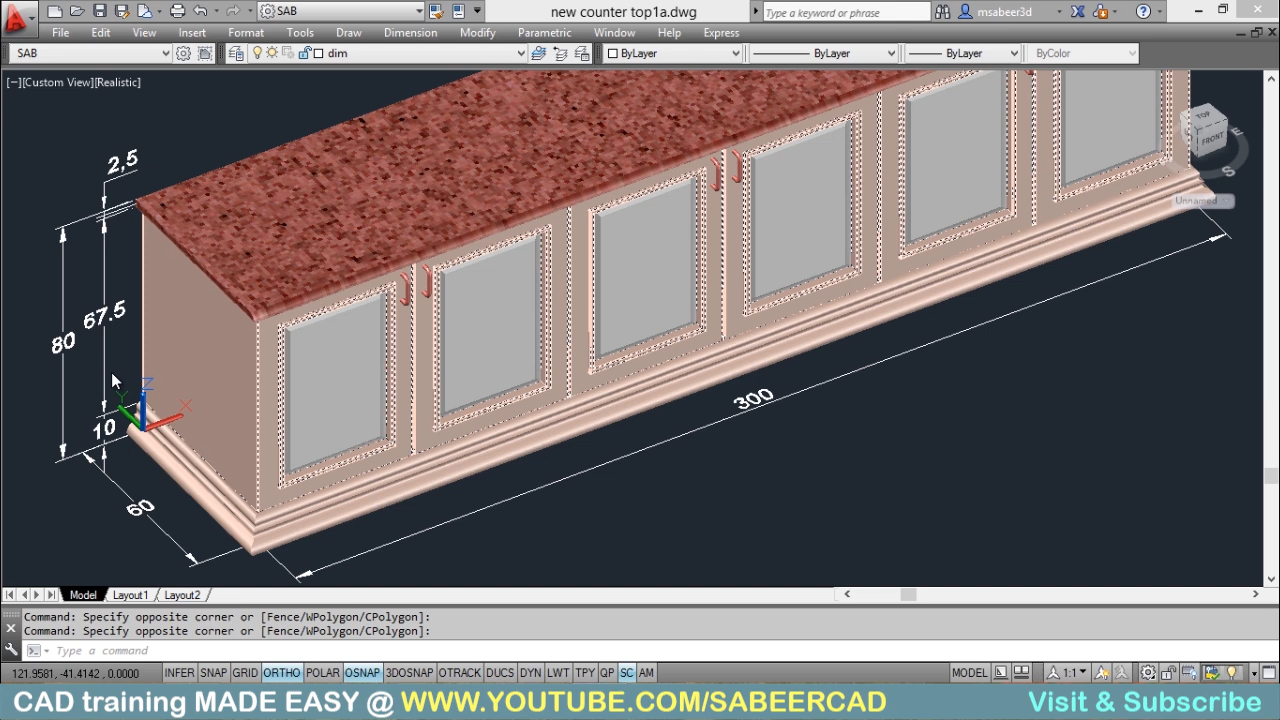 SAB
new counter top1a.dwg
Type a keyword or phrase
msabeer3d
File Edit View Insert Format Tools Draw Dimension Modify Parametric Window Help Express
SAB
dim
ByLayer
ByLayer
ByLayer
ByColor
[−][Custom View][Realistic]
TOP
FRONT
E
S
Unnamed
2,5
67.5
80
10
60
300
Z
Y
X
Model Layout1 Layout2
Command: Specify opposite corner or [Fence/WPolygon/CPolygon]:
Command: Specify opposite corner or [Fence/WPolygon/CPolygon]:
Type a command
121.9581, -41.4142, 0.0000 INFER SNAP GRID ORTHO POLAR OSNAP 3DOSNAP OTRACK DUCS DYN LWT TPY QP SC AM MODEL 1:1
CAD training MADE EASY @ WWW.YOUTUBE.COM/SABEERCAD Visit & Subscribe